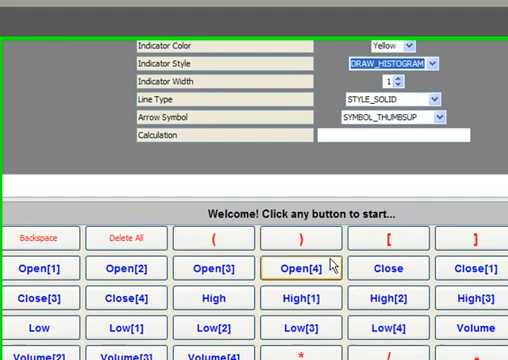 Indicator Color Yellow
Indicator Style DRAW_HISTOGRAM
Indicator Width 1
Line Type STYLE_SOLID
Arrow Symbol SYMBOL_THUMBSUP
Calculation
Welcome! Click any button to start...
Backspace Delete All ( ) [ ]
Open[1] Open[2] Open[3] Open[4] Close Close[1]
Close[3] Close[4] High High[1] High[2] High[3]
Low Low[1] Low[2] Low[3] Low[4] Volume
Volume[2] Volume[3] Volume[4] * / -